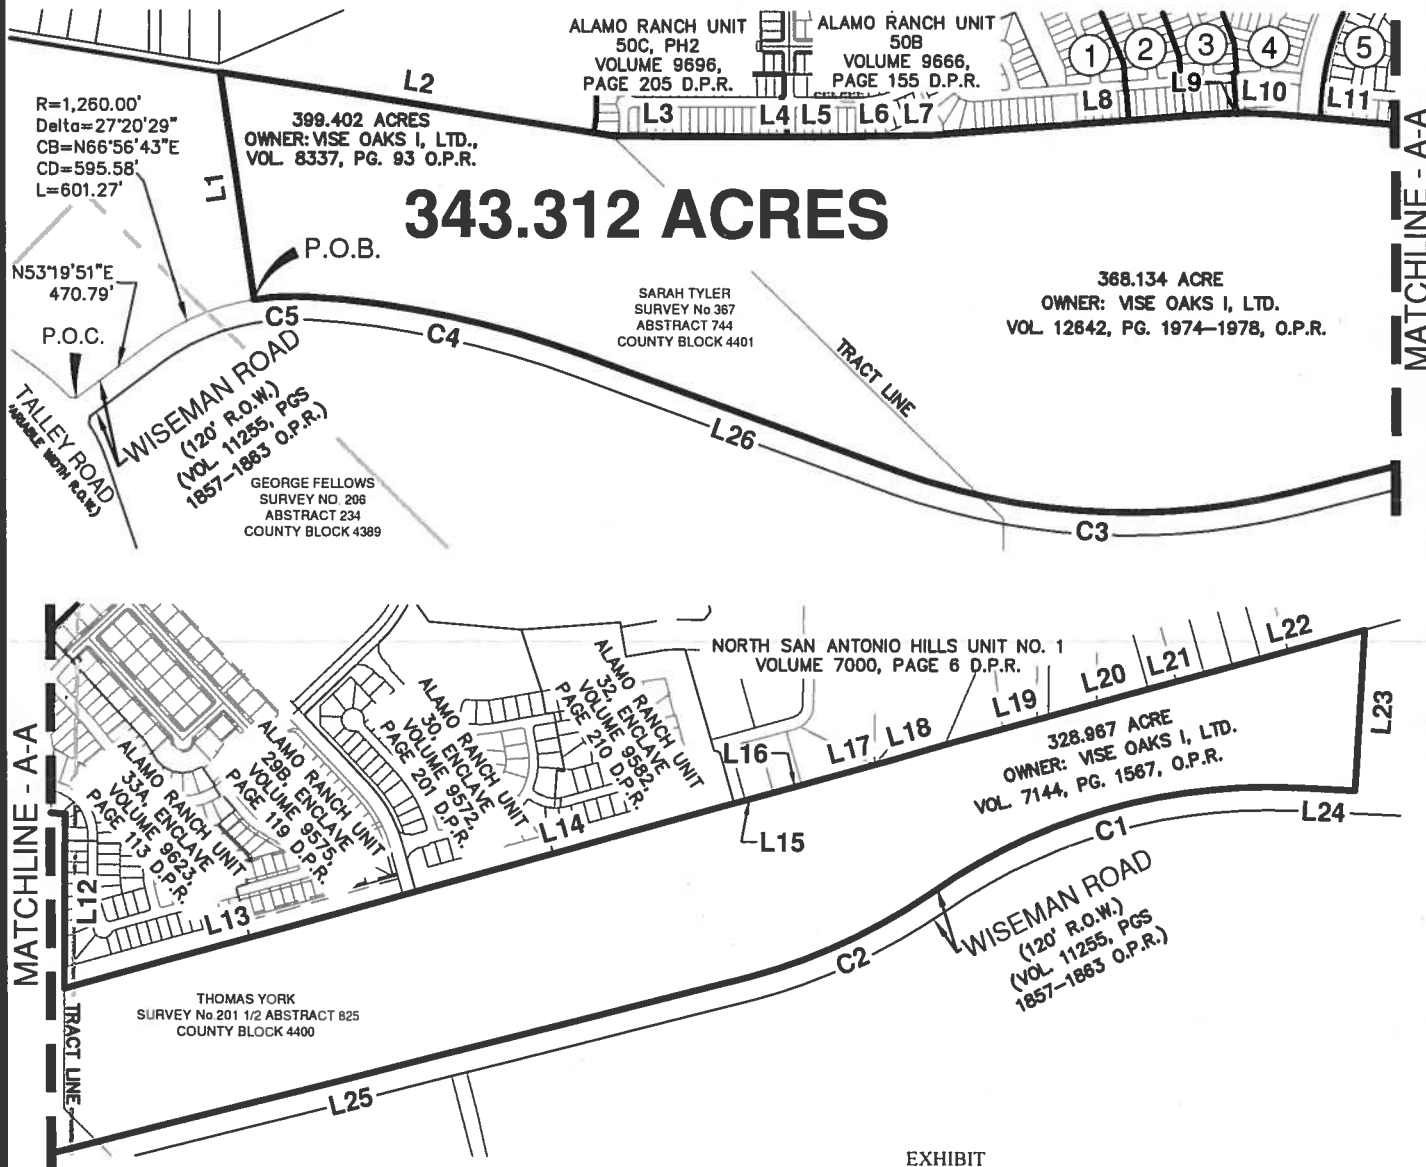 ALAMO RANCH UNIT
50C, PH2
VOLUME 9696,
PAGE 205 D.P.R.
ALAMO RANCH UNIT
50B
VOLUME 9666,
PAGE 155 D.P.R.
1
2
3
4
5
L2
L3
L4
L5
L6
L7
L8
L9
L10
L11
R=1,260.00'
Delta=27°20'29"
CB=N66°56'43"E
CD=595.58'
L=601.27'
399.402 ACRES
OWNER: VISE OAKS I, LTD.,
VOL. 8337, PG. 93 O.P.R.
L1
343.312 ACRES
P.O.B.
N53°19'51"E
470.79'
P.O.C.
C5
C4
SARAH TYLER
SURVEY No 367
ABSTRACT 744
COUNTY BLOCK 4401
368.134 ACRE
OWNER: VISE OAKS I, LTD.
VOL. 12642, PG. 1974-1978, O.P.R.
MATCHLINE - A-A
TRACT LINE
TALLEY ROAD
(VARIABLE WIDTH R.O.W.)
WISEMAN ROAD
(120' R.O.W.)
(VOL. 11255, PGS
1857-1863 O.P.R.)
L26
GEORGE FELLOWS
SURVEY NO. 206
ABSTRACT 234
COUNTY BLOCK 4389
C3
NORTH SAN ANTONIO HILLS UNIT NO. 1
VOLUME 7000, PAGE 6 D.P.R.
L22
L21
L20
L19
L18
L17
L16
L15
L23
ALAMO RANCH UNIT
32, ENCLAVE
VOLUME 9582,
PAGE 210 D.P.R.
ALAMO RANCH UNIT
30, ENCLAVE
VOLUME 9572,
PAGE 201 D.P.R.
ALAMO RANCH UNIT
29B, ENCLAVE
VOLUME 9575,
PAGE 119 D.P.R.
ALAMO RANCH UNIT
33A, ENCLAVE
VOLUME 9623,
PAGE 113 D.P.R.
328.967 ACRE
OWNER: VISE OAKS I, LTD.
VOL. 7144, PG. 1567, O.P.R.
MATCHLINE - A-A
L12
L13
L14
L24
C1
C2
WISEMAN ROAD
(120' R.O.W.)
(VOL. 11255, PGS
1857-1863 O.P.R.)
THOMAS YORK
SURVEY No 201 1/2 ABSTRACT 825
COUNTY BLOCK 4400
TRACT LINE
L25
EXHIBIT